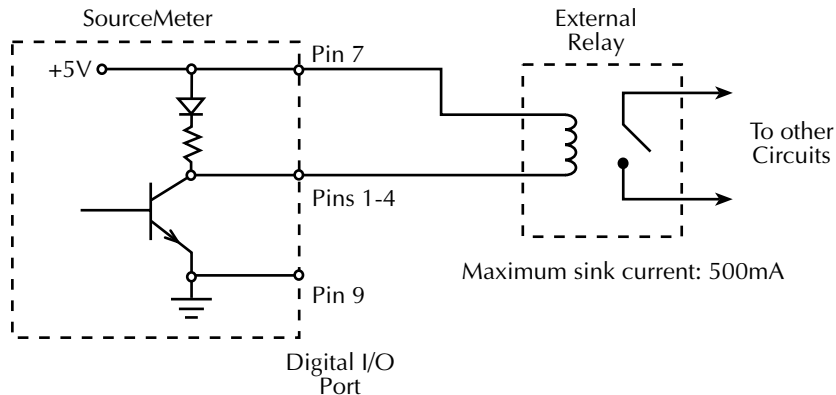 SourceMeter
External
Relay
Pin 7
+5V
To other
Circuits
Pins 1-4
Maximum sink current: 500mA
Pin 9
Digital I/O
Port